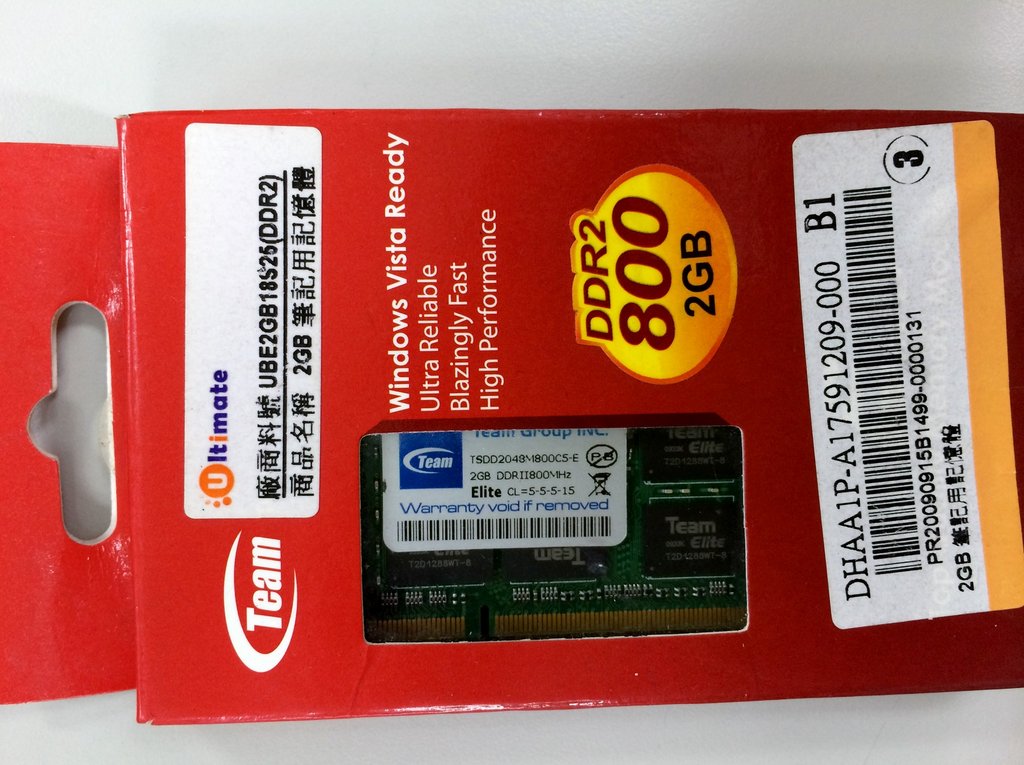 Ultimate
廠商料號 UBE2GB18S25(DDR2)
商品名稱 2GB 筆記用記憶體
Team
Windows Vista Ready
Ultra Reliable
Blazingly Fast
High Performance
DDR2
800
2GB
Team Group INC.
Team
TSDD2048M800C5-E
2GB DDRII800MHz
Elite CL=5-5-5-15
Warranty void if removed
Team
Elite
T2D1288WT-8
Team
Elite
T2D1288WT-8
Elite
T2D1288WT-8
Team
DHAA1P-A17591209-000 B1
3
PR20090915B1499-0000131
2GB 筆記用記憶體